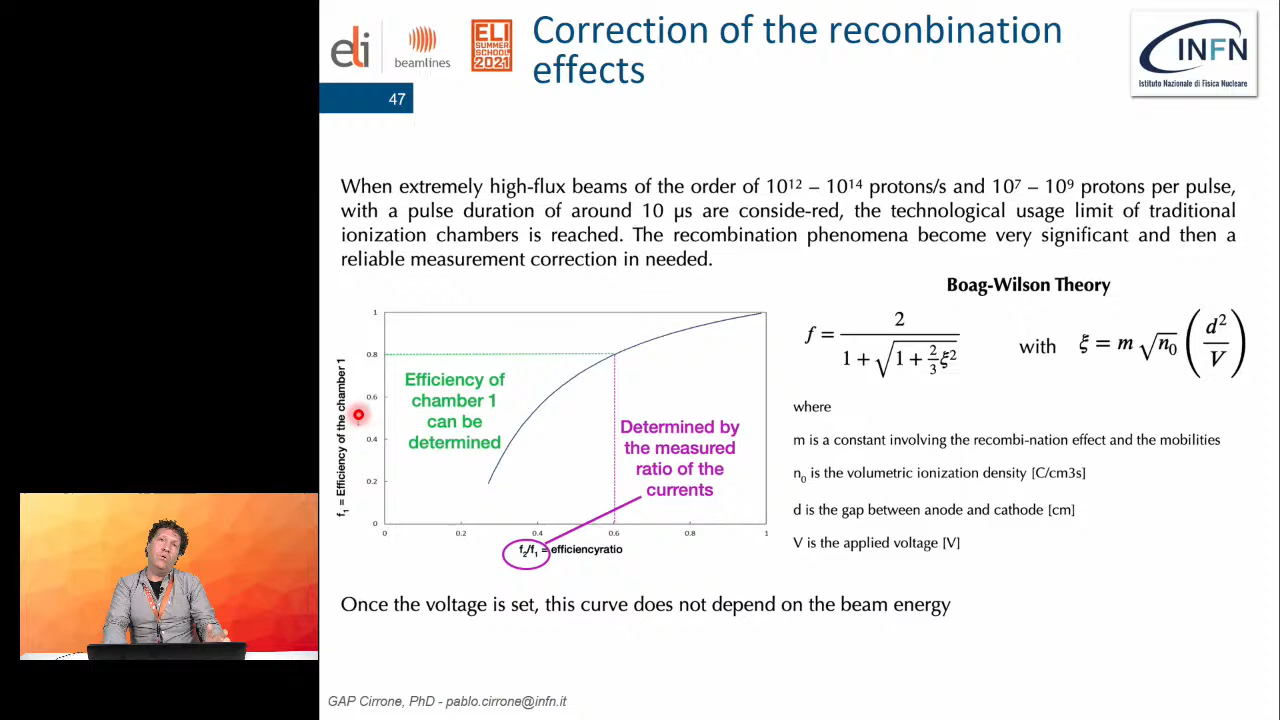 eli
beamlines
ELI
SUMMER
SCHOOL
2021
Correction of the reconbination
effects
INFN
Istituto Nazionale di Fisica Nucleare
47
When extremely high-flux beams of the order of 10¹² – 10¹⁴ protons/s and 10⁷ – 10⁹ protons per pulse,
with a pulse duration of around 10 µs are conside-red, the technological usage limit of traditional
ionization chambers is reached. The recombination phenomena become very significant and then a
reliable measurement correction in needed.
f₁ = Efficiency of the chamber 1
1
0.8
0.6
0.4
0.2
0
Efficiency of
chamber 1
can be
determined
Determined by
the measured
ratio of the
currents
0 0.2 0.4 0.6 0.8 1
f₂/f₁ = efficiencyratio
Boag-Wilson Theory
f = 2 / (1 + √(1 + 2/3 ξ²)) with ξ = m √n₀ (d²/V)
where
m is a constant involving the recombi-nation effect and the mobilities
n₀ is the volumetric ionization density [C/cm3s]
d is the gap between anode and cathode [cm]
V is the applied voltage [V]
Once the voltage is set, this curve does not depend on the beam energy
GAP Cirrone, PhD - pablo.cirrone@infn.it